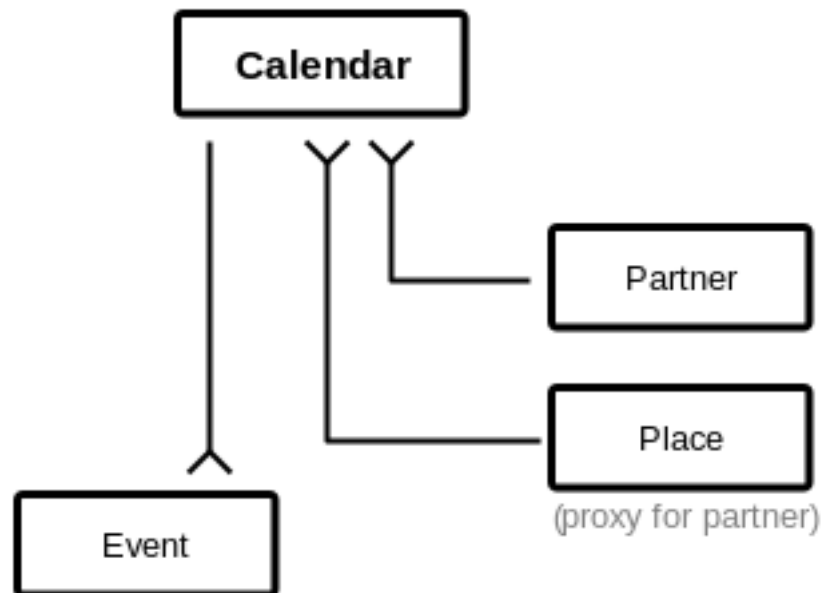 Calendar
Partner
Place
(proxy for partner)
Event